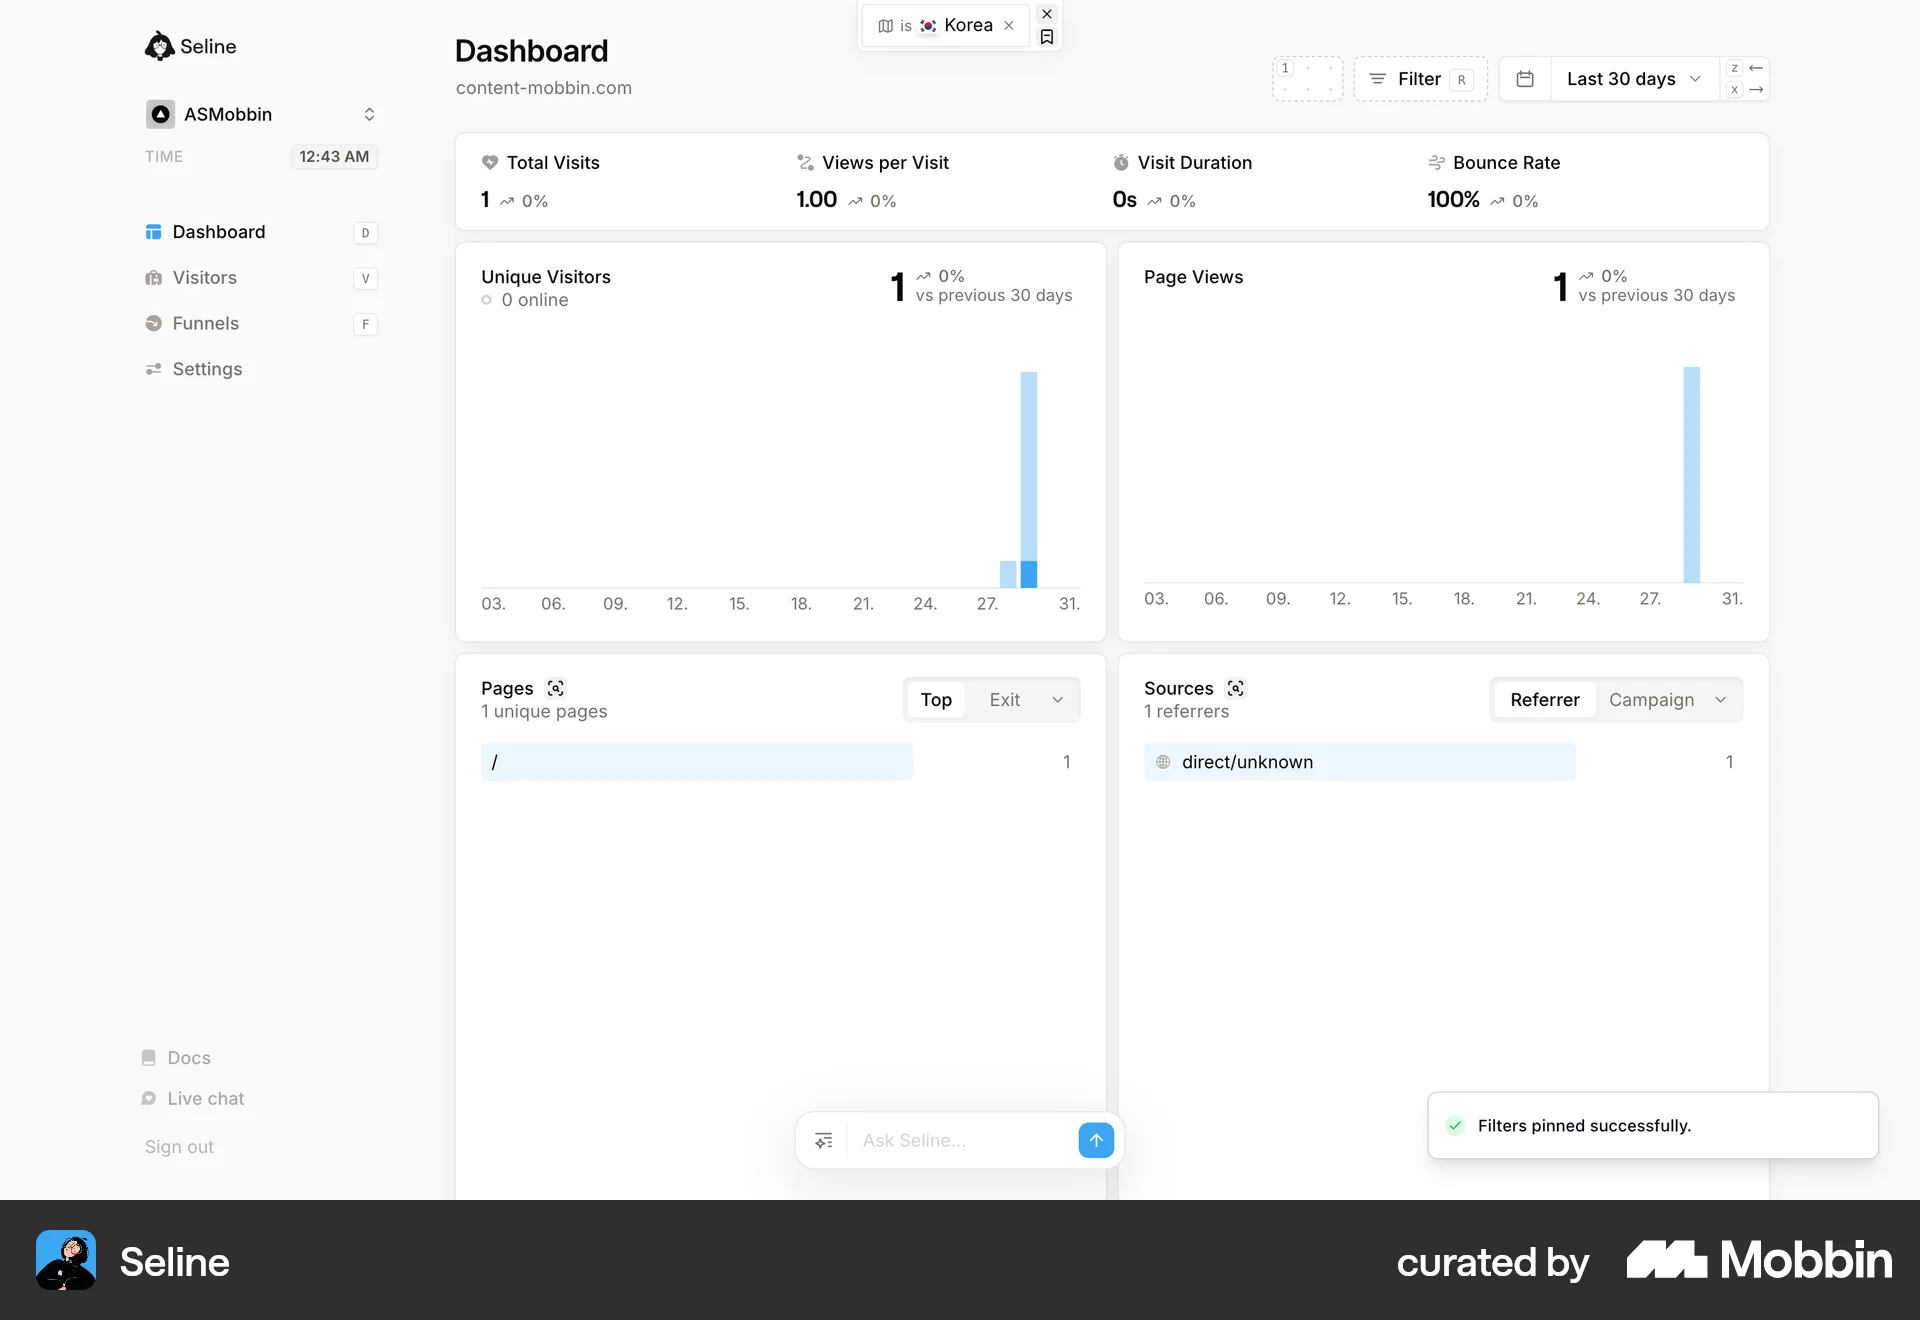 Seline
ASMobbin
TIME 12:43 AM
Dashboard D
Visitors V
Funnels F
Settings
Docs
Live chat
Sign out
is Korea
Dashboard
content-mobbin.com
1
Filter R
Last 30 days
Z
X
Total Visits
1 0%
Views per Visit
1.00 0%
Visit Duration
0s 0%
Bounce Rate
100% 0%
Unique Visitors
0 online
1 0%
vs previous 30 days
03. 06. 09. 12. 15. 18. 21. 24. 27. 31.
Page Views
1 0%
vs previous 30 days
03. 06. 09. 12. 15. 18. 21. 24. 27. 31.
Pages
1 unique pages
Top Exit
/ 1
Sources
1 referrers
Referrer Campaign
direct/unknown 1
Ask Seline...
Filters pinned successfully.
Seline
curated by Mobbin